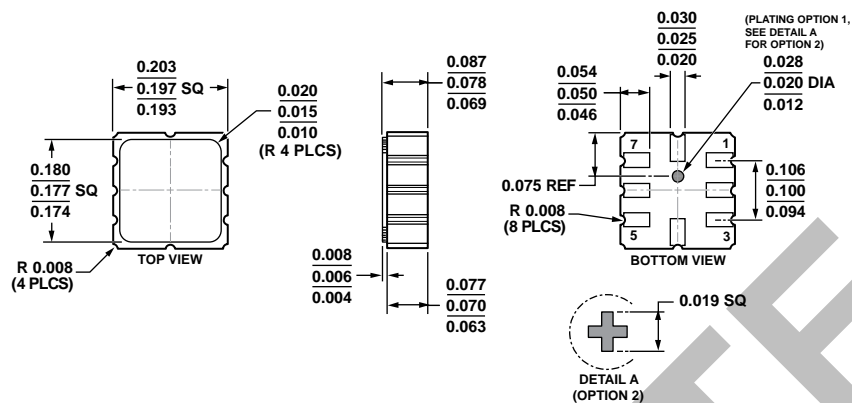 0.203
0.197 SQ
0.193
0.020
0.015
0.010
(R 4 PLCS)
0.180
0.177 SQ
0.174
R 0.008
(4 PLCS)
TOP VIEW
0.087
0.078
0.069
0.008
0.006
0.004
0.077
0.070
0.063
0.030
0.025
0.020
(PLATING OPTION 1,
SEE DETAIL A
FOR OPTION 2)
0.054
0.050
0.046
0.028
0.020 DIA
0.012
7
1
0.075 REF
0.106
0.100
0.094
R 0.008
(8 PLCS)
5
3
BOTTOM VIEW
0.019 SQ
DETAIL A
(OPTION 2)